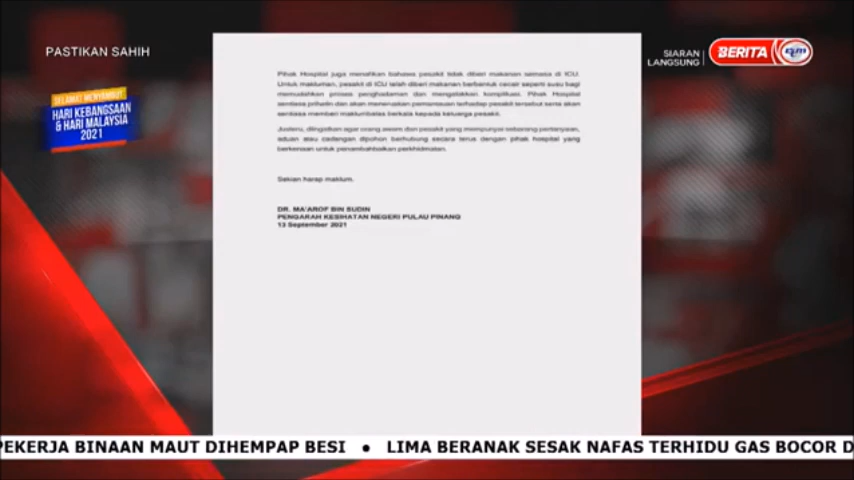 PASTIKAN SAHIH
SELAMAT MENYAMBUT
HARI KEBANGSAAN
& HARI MALAYSIA
2021
SIARAN
LANGSUNG
BERITA
Pihak Hospital juga menafikan bahawa pesakit tidak diberi makanan semasa di ICU.
Untuk makluman, pesakit di ICU telah diberi makanan berbentuk cecair seperti susu bagi
memudahkan proses penghadaman dan mengelakkan komplikasi. Pihak Hospital
sentiasa prihatin dan akan meneruskan pemantauan terhadap pesakit tersebut serta akan
sentiasa memberi maklumbalas berkala kepada keluarga pesakit.
Justeru, diingatkan agar orang awam dan pesakit yang mempunyai sebarang pertanyaan,
aduan atau cadangan dipohon berhubung secara terus dengan pihak hospital yang
berkenaan untuk penambahbaikan perkhidmatan.
Sekian harap maklum.
DR. MA'AROF BIN SUDIN
PENGARAH KESIHATAN NEGERI PULAU PINANG
13 September 2021
PEKERJA BINAAN MAUT DIHEMPAP BESI ● LIMA BERANAK SESAK NAFAS TERHIDU GAS BOCOR D